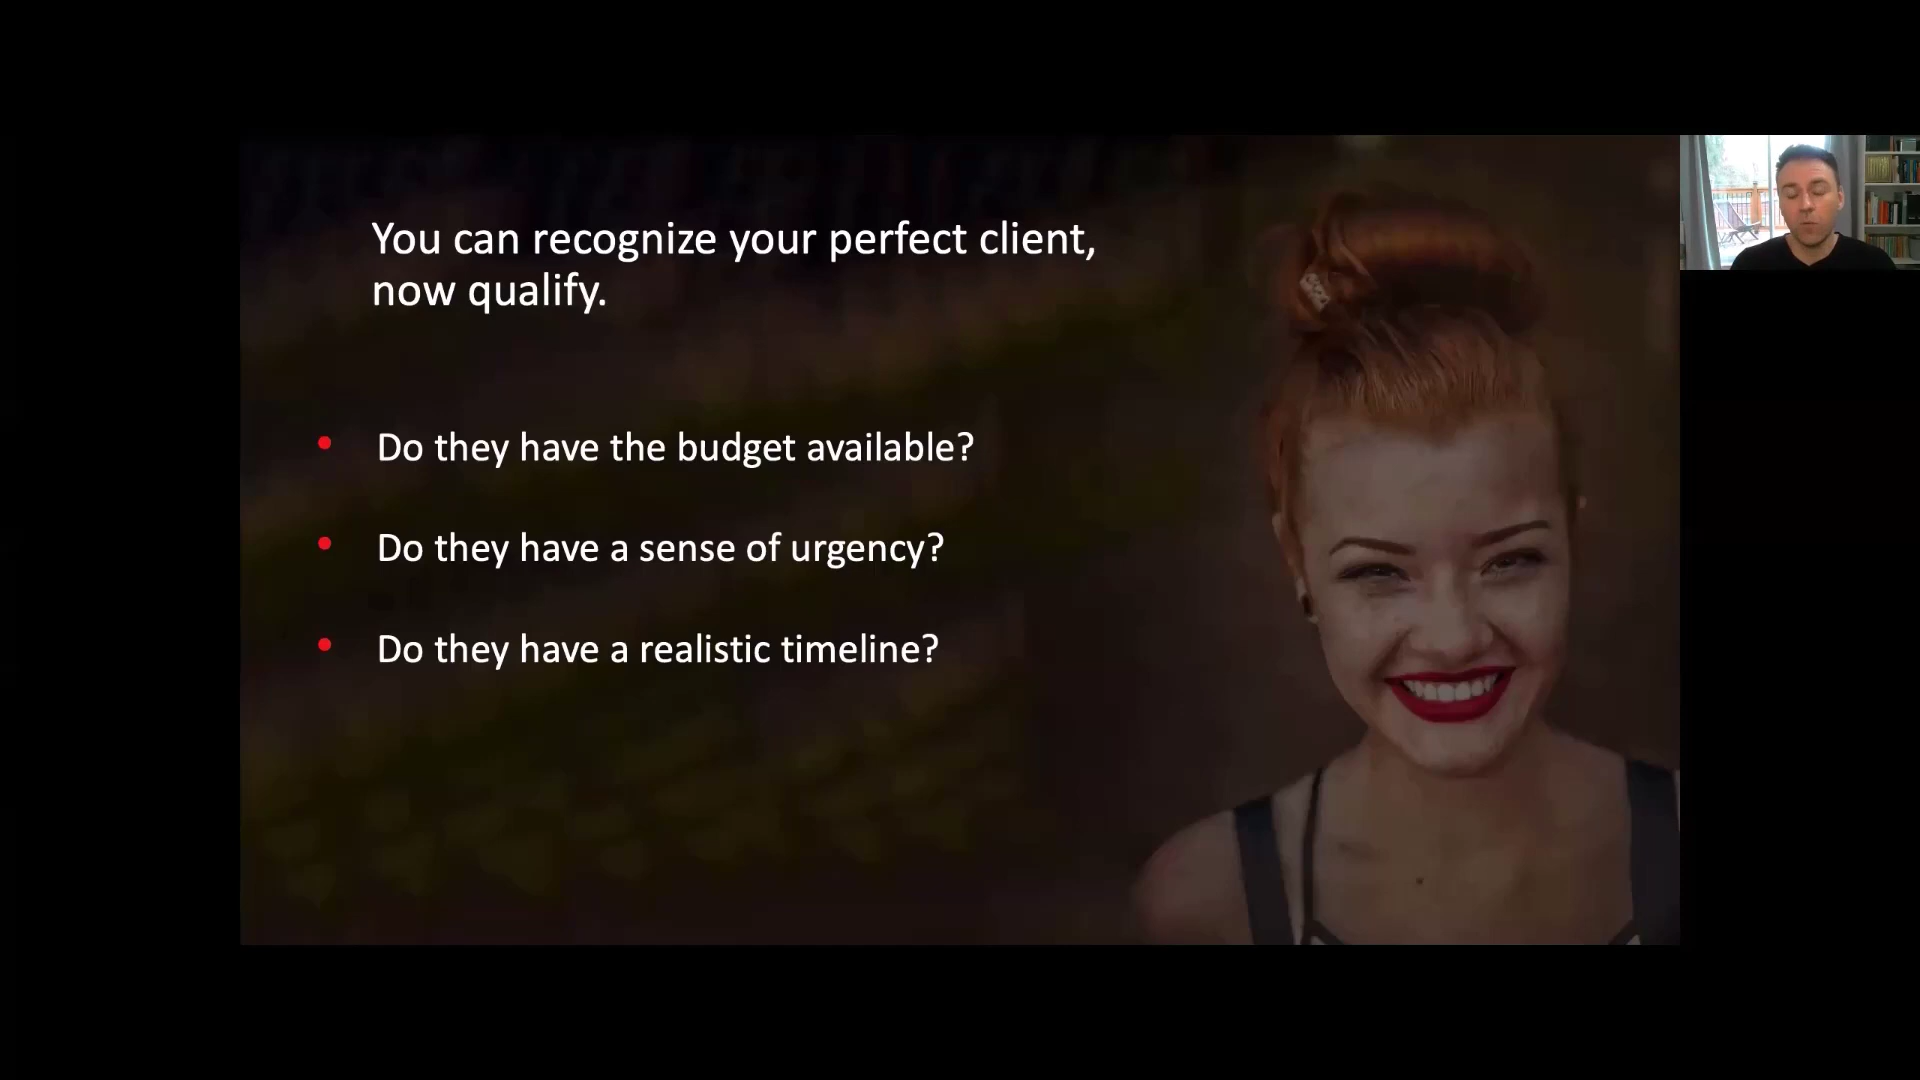 You can recognize your perfect client,
now qualify.
• Do they have the budget available?
• Do they have a sense of urgency?
• Do they have a realistic timeline?